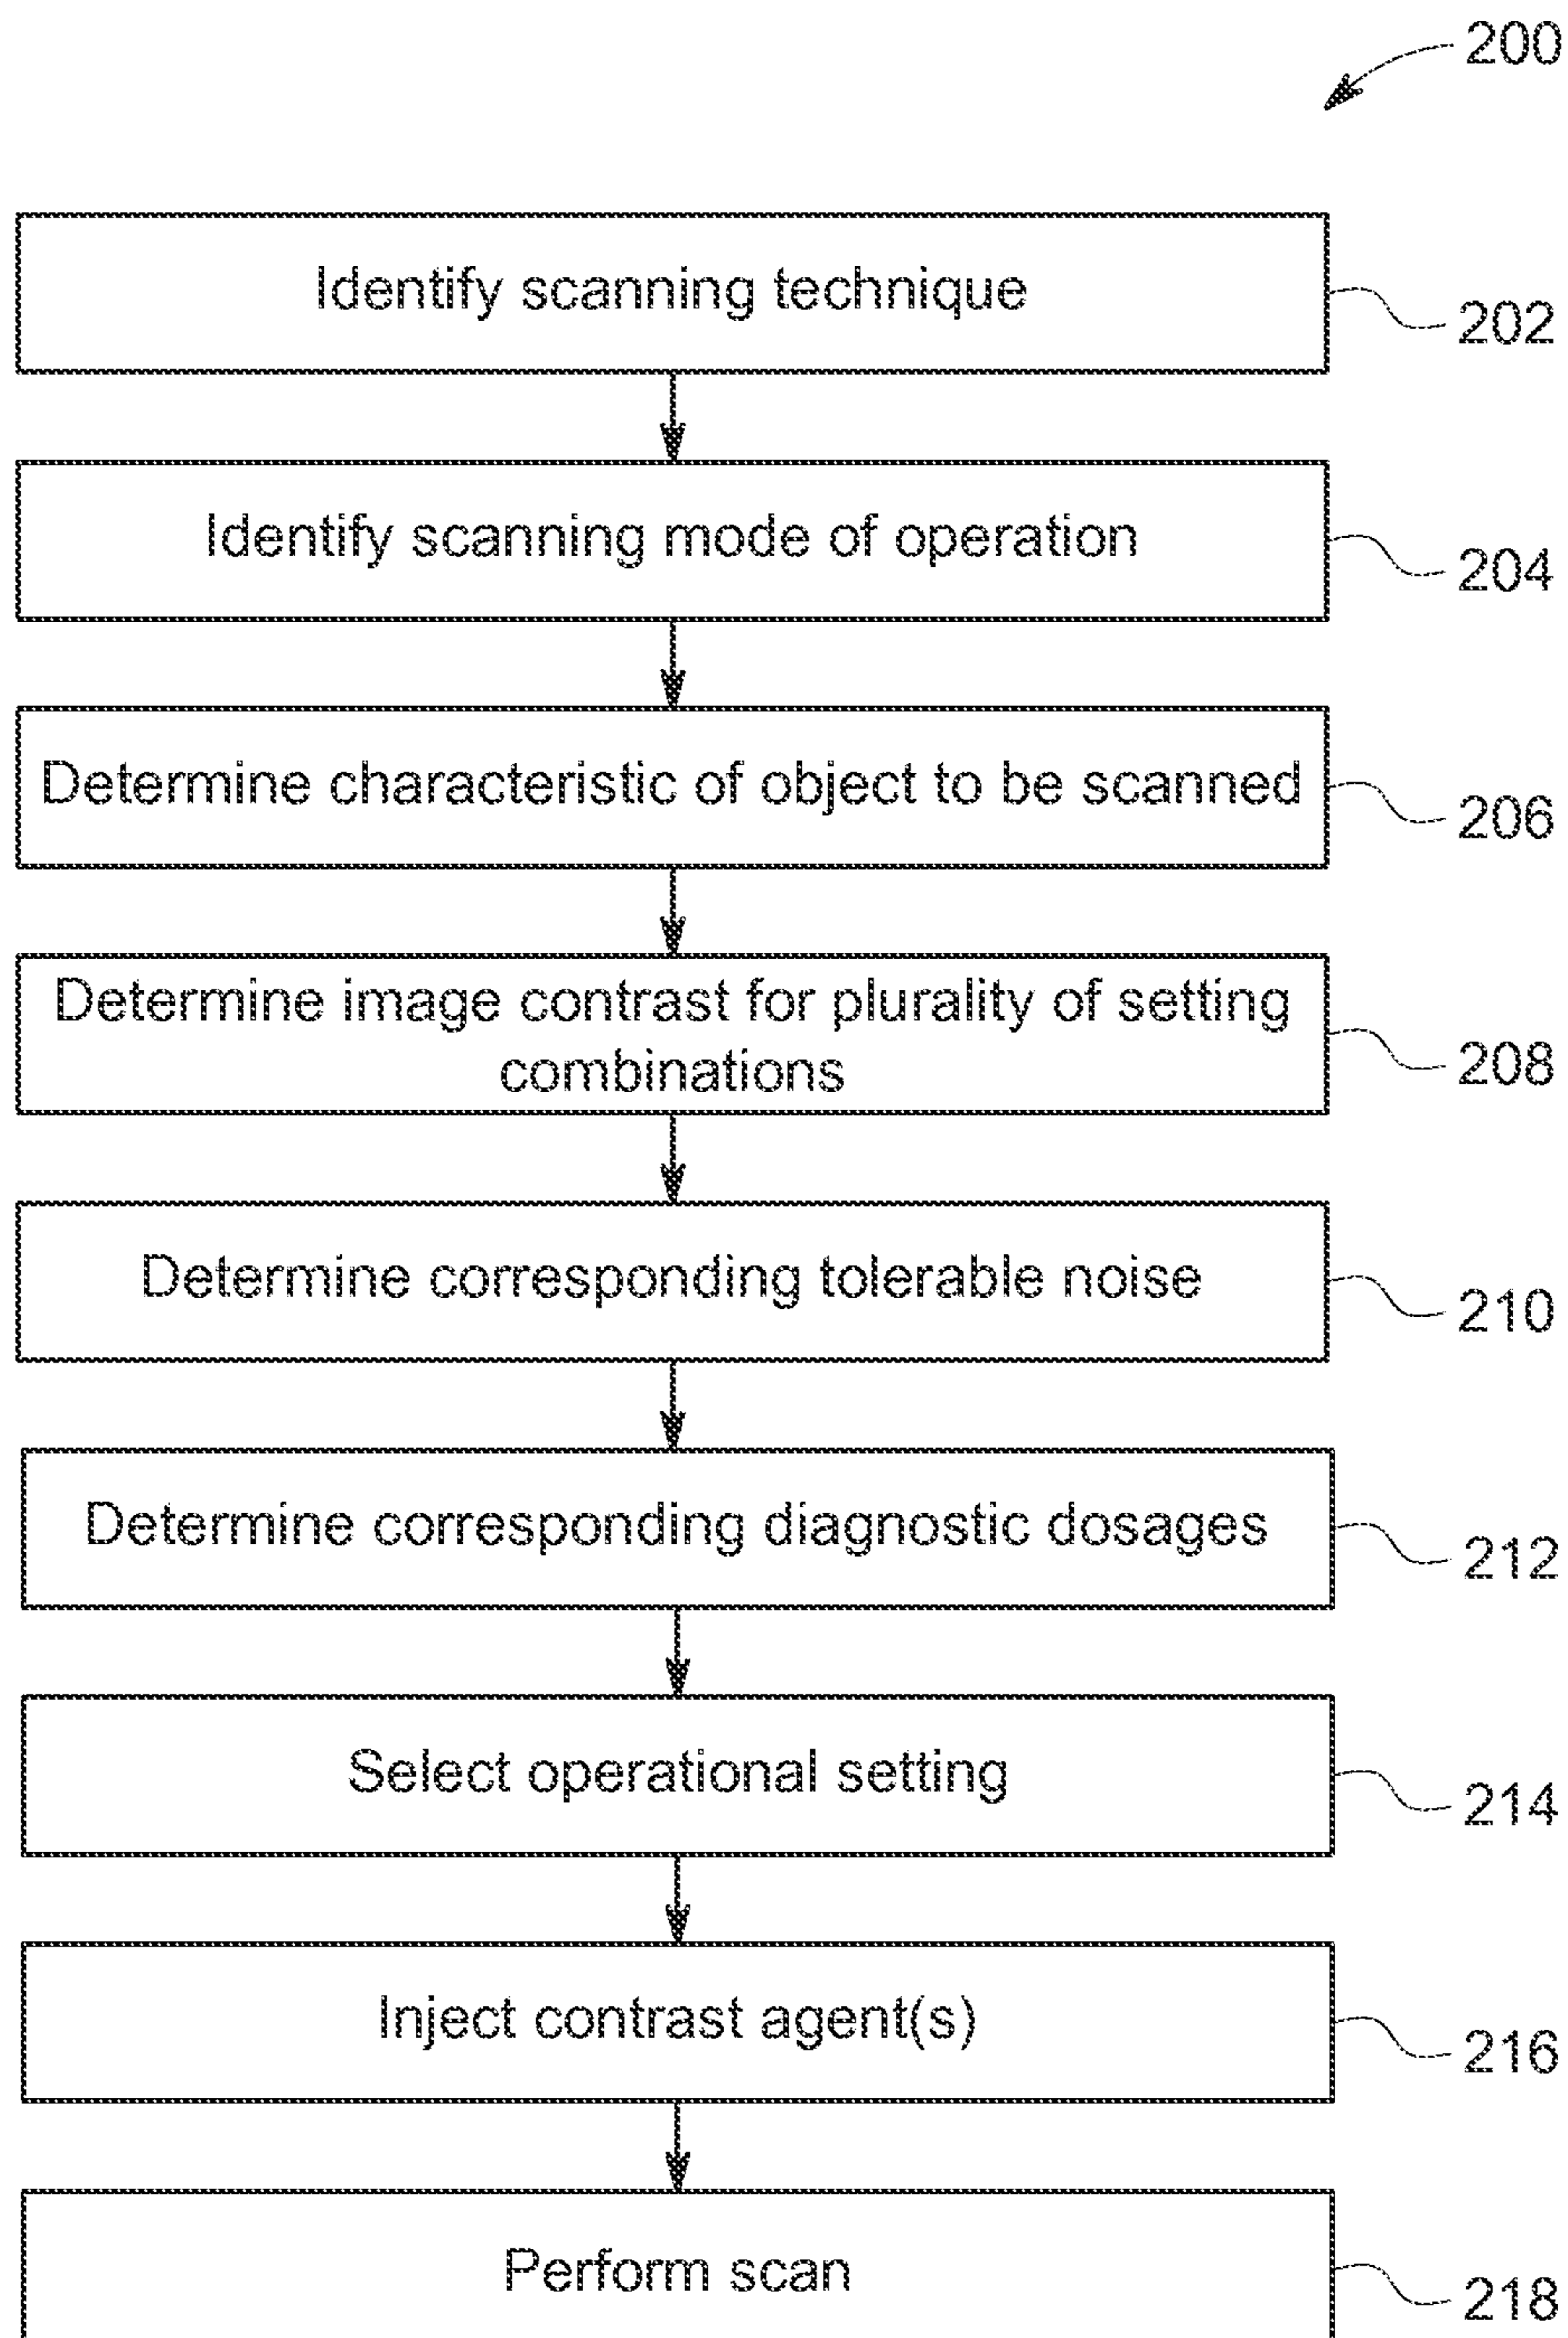 200
Identify scanning technique
202
Identify scanning mode of operation
204
Determine characteristic of object to be scanned
206
Determine image contrast for plurality of setting
combinations
208
Determine corresponding tolerable noise
210
Determine corresponding diagnostic dosages
212
Select operational setting
214
Inject contrast agent(s)
216
Perform scan
218